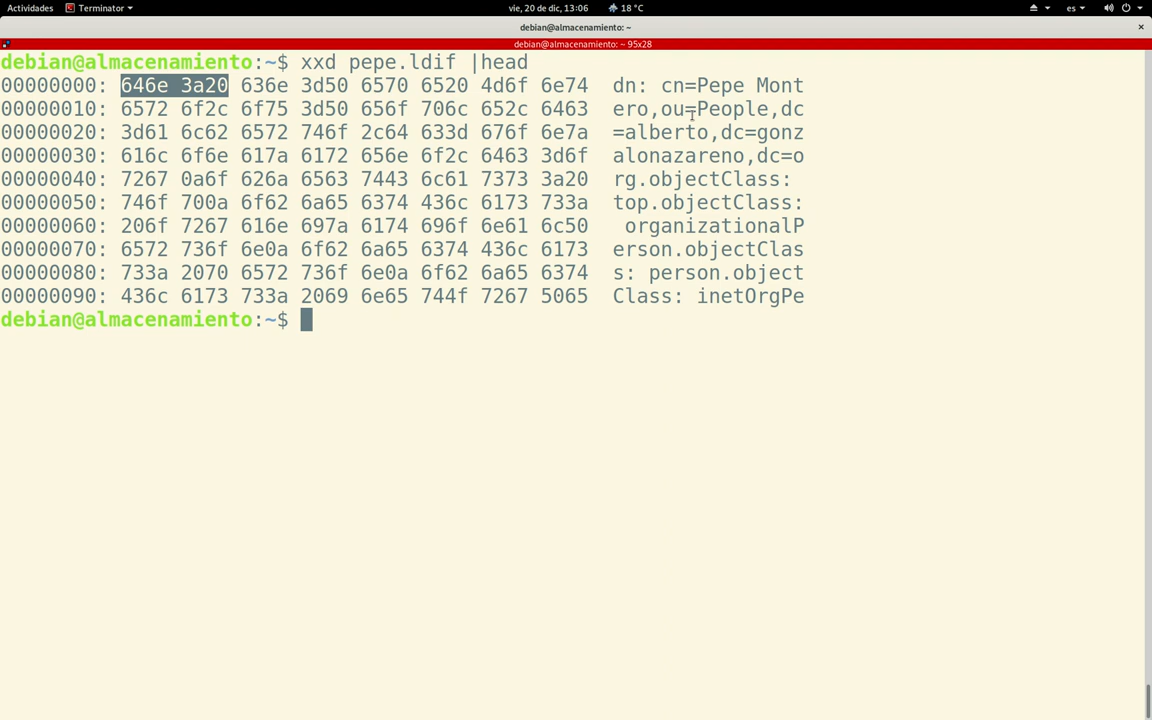 Actividades Terminator vie, 20 de dic, 13:06 18 °C es
debian@almacenamiento: ~
debian@almacenamiento: ~ 95x28
debian@almacenamiento:~$ xxd pepe.ldif |head
00000000: 646e 3a20 636e 3d50 6570 6520 4d6f 6e74  dn: cn=Pepe Mont
00000010: 6572 6f2c 6f75 3d50 656f 706c 652c 6463  ero,ou=People,dc
00000020: 3d61 6c62 6572 746f 2c64 633d 676f 6e7a  =alberto,dc=gonz
00000030: 616c 6f6e 617a 6172 656e 6f2c 6463 3d6f  alonazareno,dc=o
00000040: 7267 0a6f 626a 6563 7443 6c61 7373 3a20  rg.objectClass: 
00000050: 746f 700a 6f62 6a65 6374 436c 6173 733a  top.objectClass:
00000060: 206f 7267 616e 697a 6174 696f 6e61 6c50   organizationalP
00000070: 6572 736f 6e0a 6f62 6a65 6374 436c 6173  erson.objectClas
00000080: 733a 2070 6572 736f 6e0a 6f62 6a65 6374  s: person.object
00000090: 436c 6173 733a 2069 6e65 744f 7267 5065  Class: inetOrgPe
debian@almacenamiento:~$